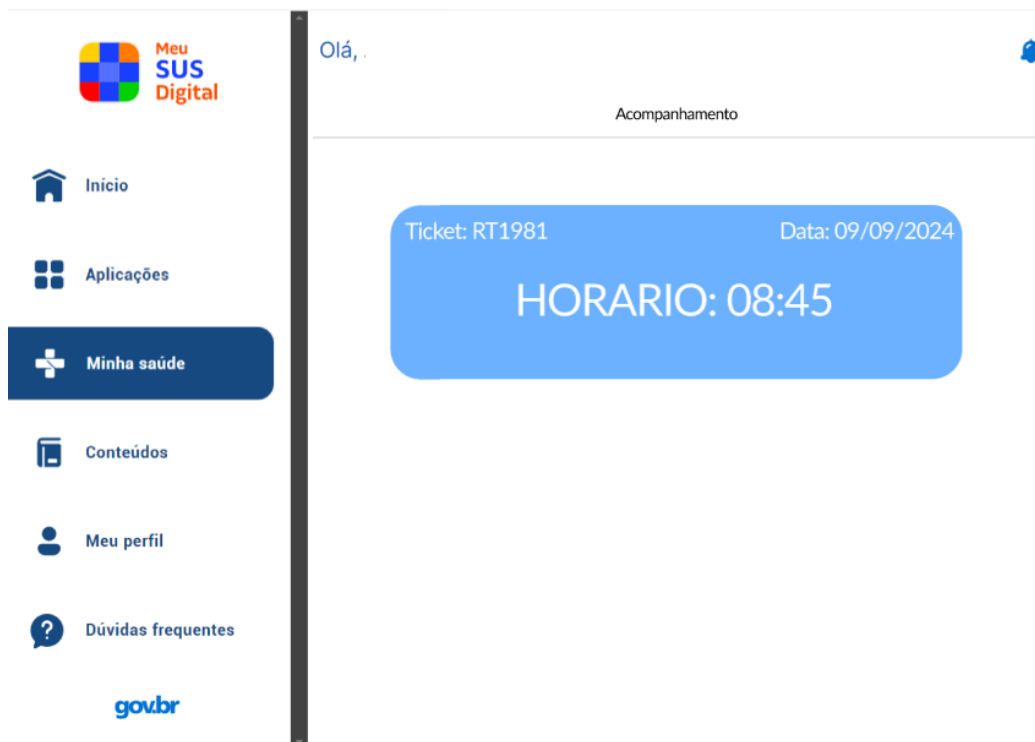 Meu
SUS
Digital
Início
Aplicações
Minha saúde
Conteúdos
Meu perfil
Dúvidas frequentes
gov.br
Olá,
Acompanhamento
Ticket: RT1981 Data: 09/09/2024
HORARIO: 08:45